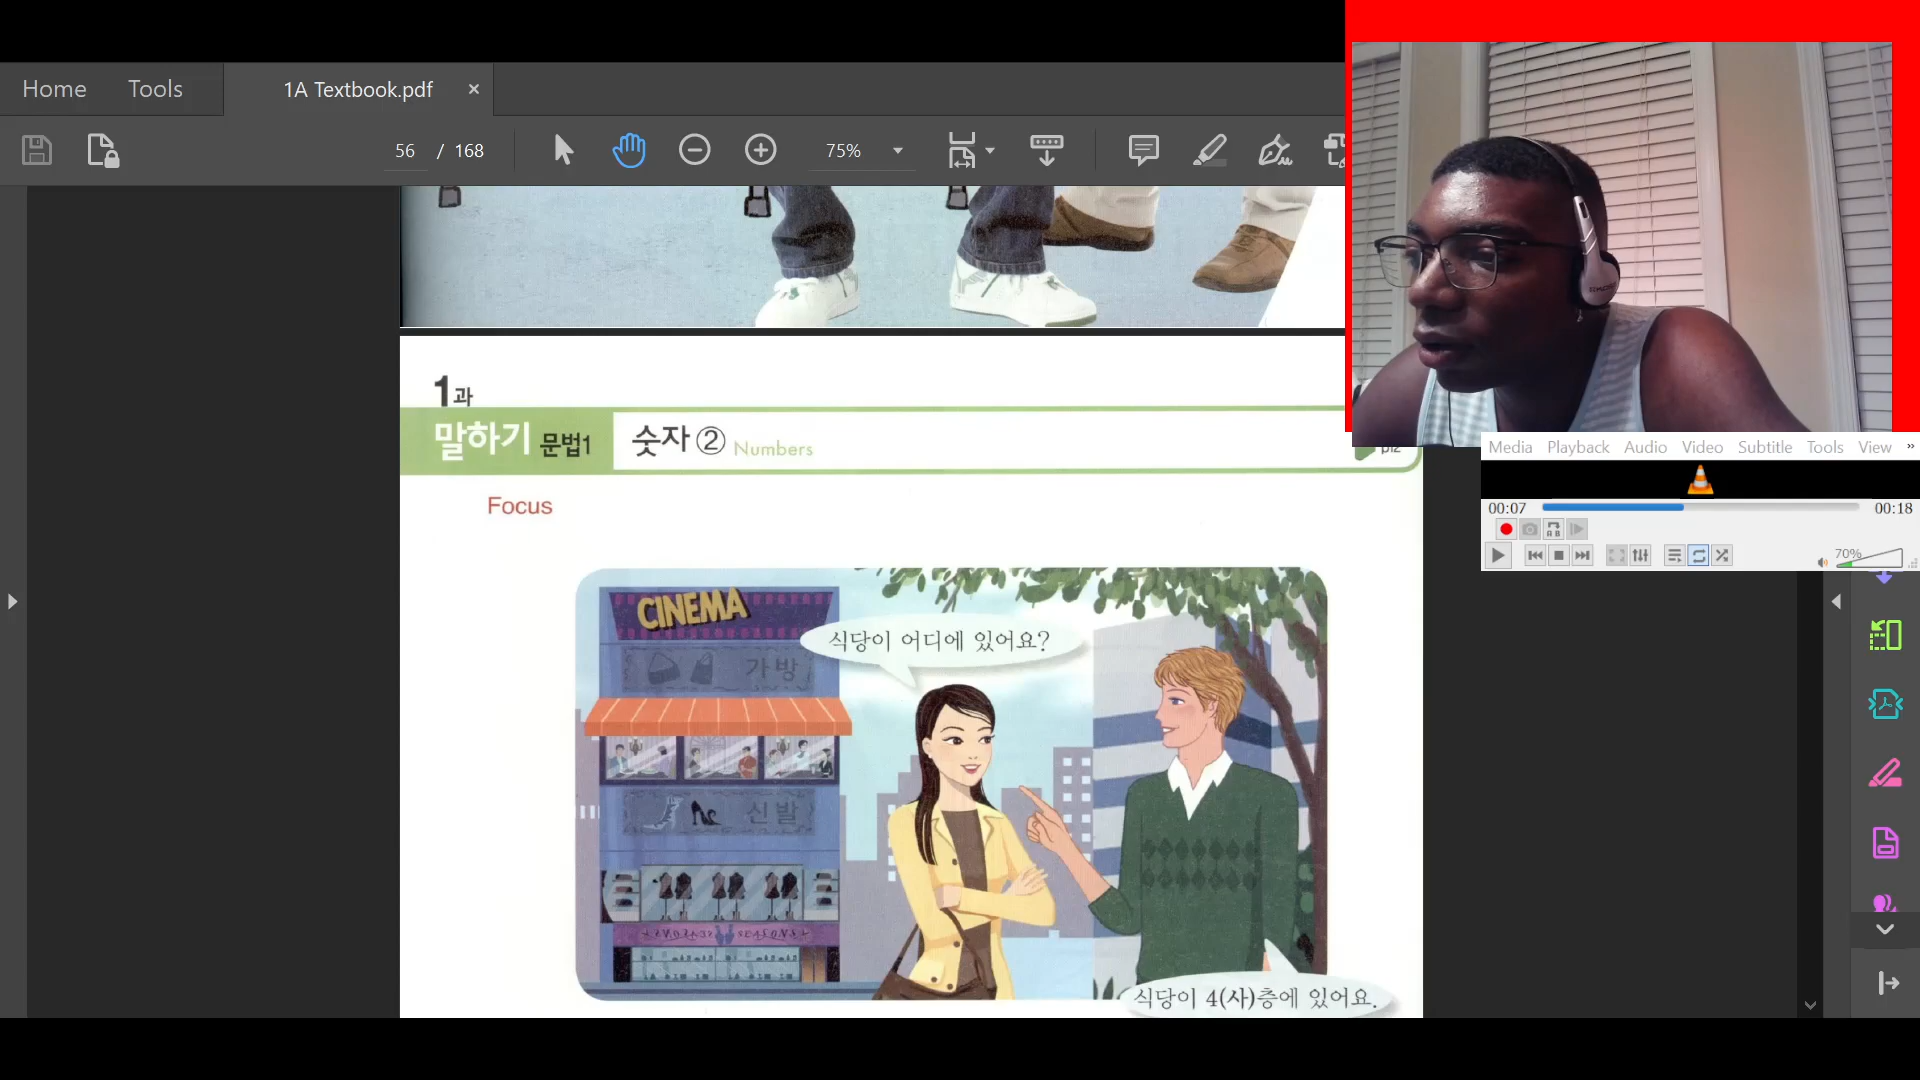 Home Tools 1A Textbook.pdf
56 / 168 75%
1과
말하기 문법1 숫자 ② Numbers
Focus
CINEMA
가방
식당이 어디에 있어요?
신발
식당이 4(사)층에 있어요.
Media Playback Audio Video Subtitle Tools View »
00:07 00:18
70%